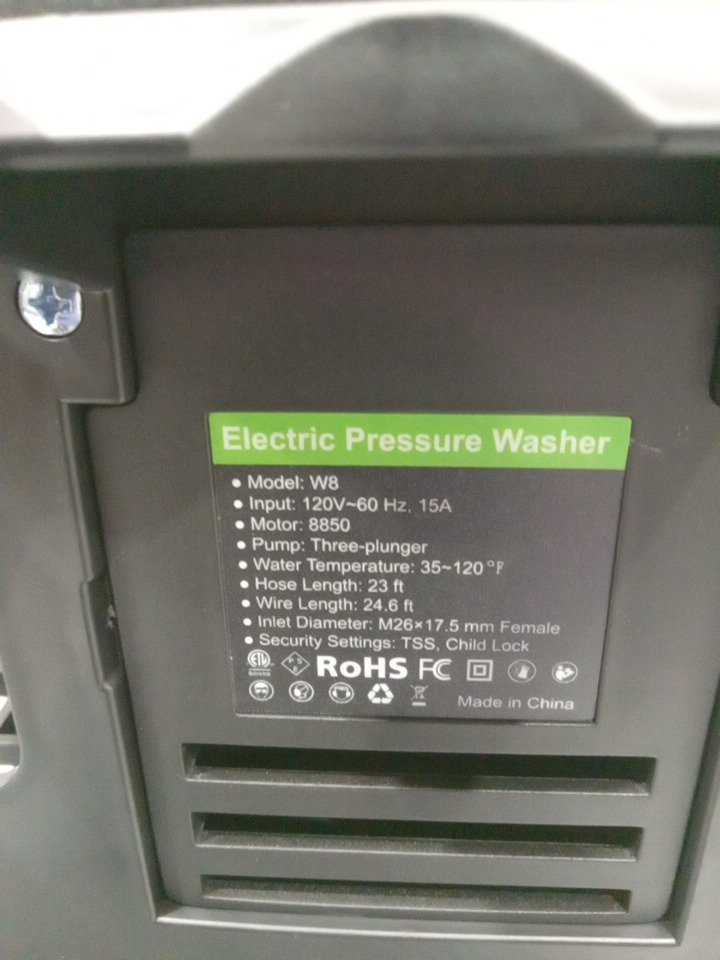 Electric Pressure Washer
• Model: W8
• Input: 120V~60 Hz, 15A
• Motor: 8850
• Pump: Three-plunger
• Water Temperature: 35~120 °F
• Hose Length: 23 ft
• Wire Length: 24.6 ft
• Inlet Diameter: M26×17.5 mm Female
• Security Settings: TSS, Child Lock
ETL RoHS FC
Made in China